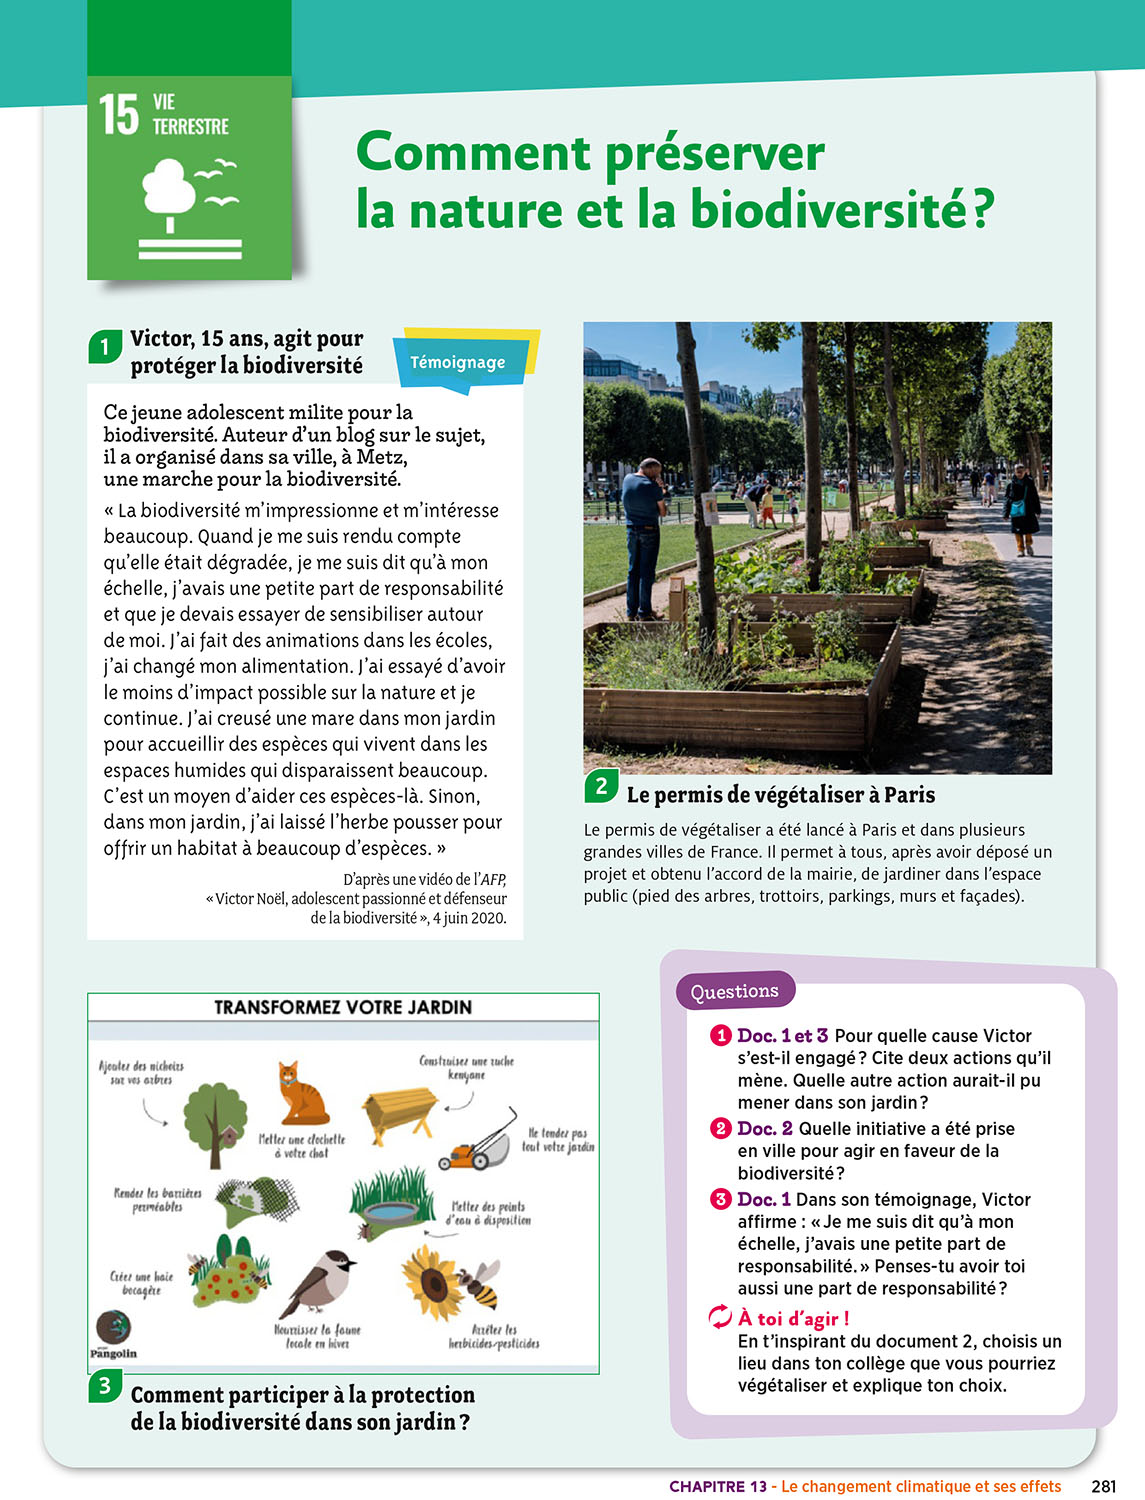 15 VIE
TERRESTRE
Comment préserver
la nature et la biodiversité ?
1 Victor, 15 ans, agit pour
protéger la biodiversité
Témoignage
Ce jeune adolescent milite pour la
biodiversité. Auteur d'un blog sur le sujet,
il a organisé dans sa ville, à Metz,
une marche pour la biodiversité.
« La biodiversité m'impressionne et m'intéresse
beaucoup. Quand je me suis rendu compte
qu'elle était dégradée, je me suis dit qu'à mon
échelle, j'avais une petite part de responsabilité
et que je devais essayer de sensibiliser autour
de moi. J'ai fait des animations dans les écoles,
j'ai changé mon alimentation. J'ai essayé d'avoir
le moins d'impact possible sur la nature et je
continue. J'ai creusé une mare dans mon jardin
pour accueillir des espèces qui vivent dans les
espaces humides qui disparaissent beaucoup.
C'est un moyen d'aider ces espèces-là. Sinon,
dans mon jardin, j'ai laissé l'herbe pousser pour
offrir un habitat à beaucoup d'espèces. »
D'après une vidéo de l'AFP,
« Victor Noël, adolescent passionné et défenseur
de la biodiversité », 4 juin 2020.
2 Le permis de végétaliser à Paris
Le permis de végétaliser a été lancé à Paris et dans plusieurs
grandes villes de France. Il permet à tous, après avoir déposé un
projet et obtenu l'accord de la mairie, de jardiner dans l'espace
public (pied des arbres, trottoirs, parkings, murs et façades).
TRANSFORMEZ VOTRE JARDIN
Ajoutez des nichoirs
sur vos arbres
Mettez une clochette
à votre chat
Construisez une ruche
kenyane
Ne tondez pas
tout votre jardin
Rendez les barrières
perméables
Mettez des points
d'eau à disposition
Créez une haie
bocagère
Nourrissez la faune
locale en hiver
Arrêtez les
herbicides-pesticides
Pangolin
3 Comment participer à la protection
de la biodiversité dans son jardin ?
Questions
1 Doc. 1 et 3 Pour quelle cause Victor
s'est-il engagé ? Cite deux actions qu'il
mène. Quelle autre action aurait-il pu
mener dans son jardin ?
2 Doc. 2 Quelle initiative a été prise
en ville pour agir en faveur de la
biodiversité ?
3 Doc. 1 Dans son témoignage, Victor
affirme : « Je me suis dit qu'à mon
échelle, j'avais une petite part de
responsabilité. » Penses-tu avoir toi
aussi une part de responsabilité ?
À toi d'agir !
En t'inspirant du document 2, choisis un
lieu dans ton collège que vous pourriez
végétaliser et explique ton choix.
CHAPITRE 13 - Le changement climatique et ses effets 281